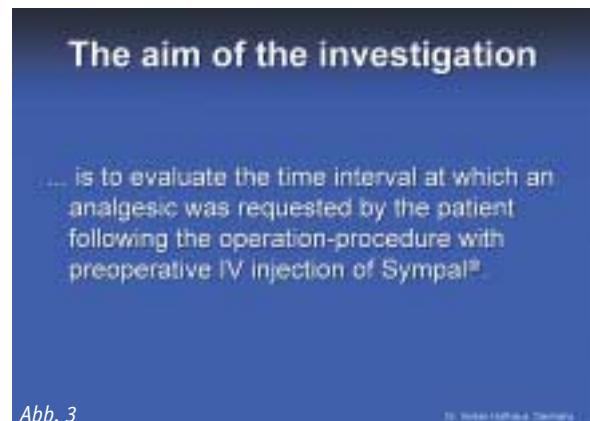 The aim of the investigation
... is to evaluate the time interval at which an
analgesic was requested by the patient
following the operation-procedure with
preoperative IV injection of Sympal®.
Abb. 3
Germany